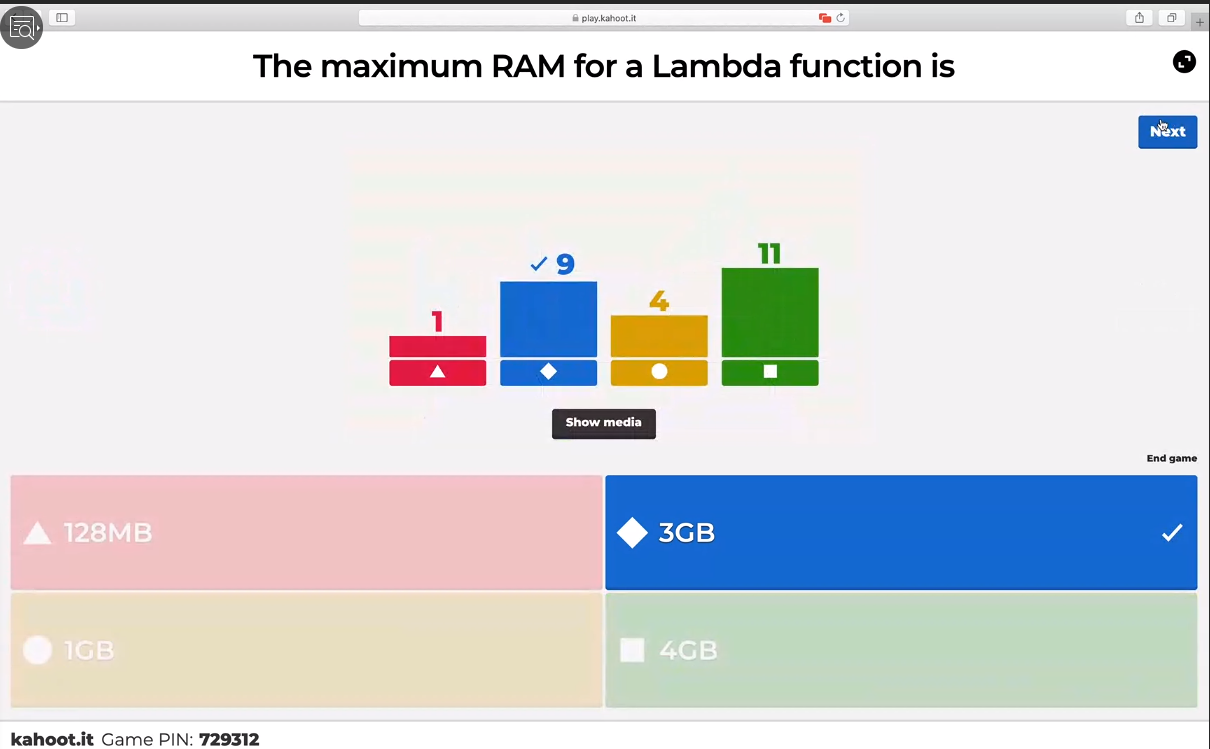 play.kahoot.it
The maximum RAM for a Lambda function is
Next
1
9
4
11
Show media
End game
128MB
3GB
1GB
4GB
kahoot.it Game PIN: 729312